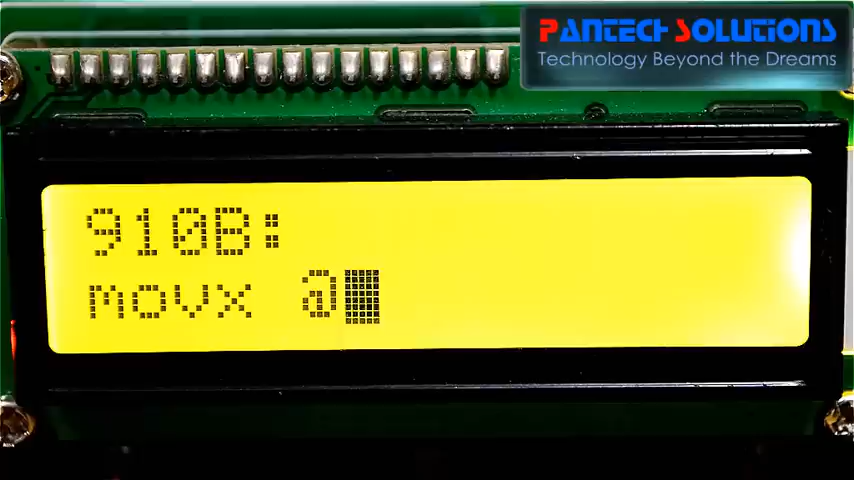 PANTECH SOLUTIONS
Technology Beyond the Dreams
910B:
movx @